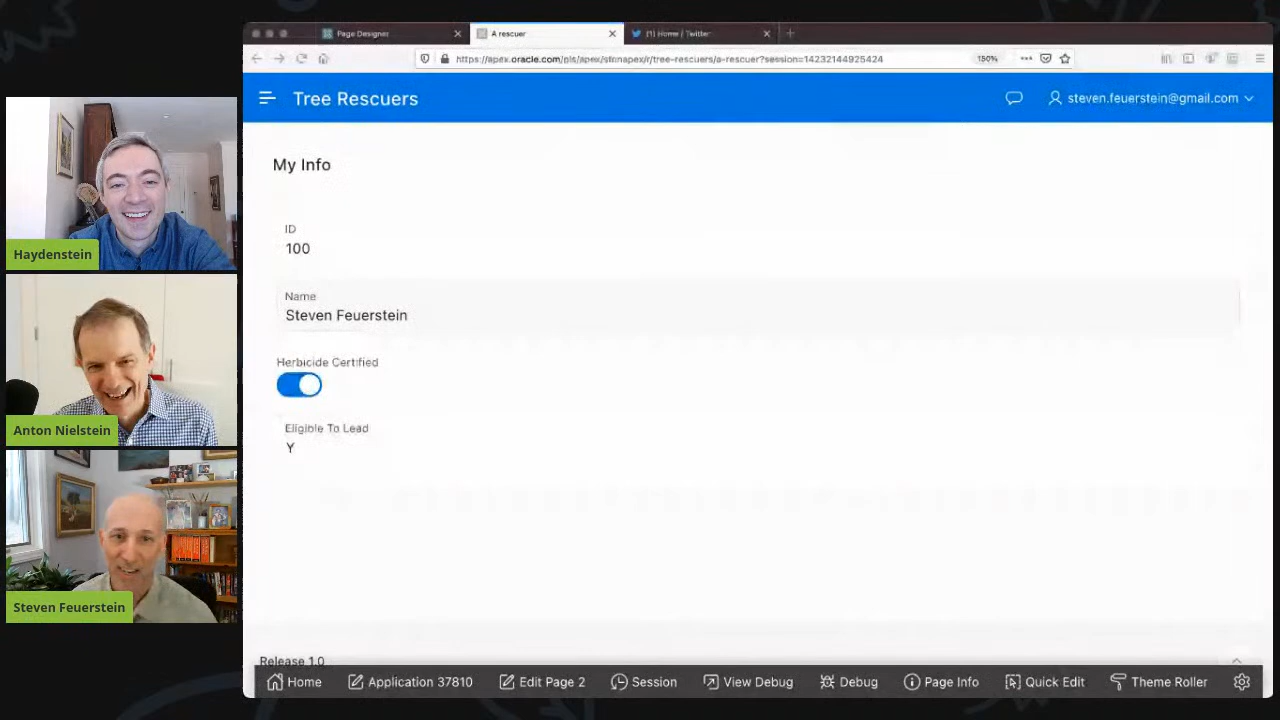 Page Designer
A rescuer
(1) Home / Twitter
https://apex.oracle.com/pls/apex/strmapex/r/tree-rescuers/a-rescuer?session=14232144925424
150%
Tree Rescuers
steven.feuerstein@gmail.com
My Info
ID
100
Name
Steven Feuerstein
Herbicide Certified
Eligible To Lead
Y
Haydenstein
Anton Nielstein
Steven Feuerstein
Release 1.0
Home
Application 37810
Edit Page 2
Session
View Debug
Debug
Page Info
Quick Edit
Theme Roller